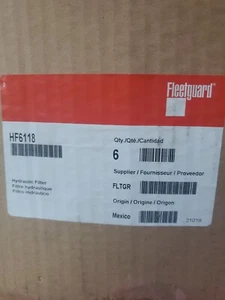 Fleetguard
HF6118
Qty./Qté./Cantidad
6
Supplier / Fournisseur / Proveedor
Hydraulic Filter
Filtre hydraulique
Filtro hidráulico
FLTGR
Origin / Origine / Origen
Mexico